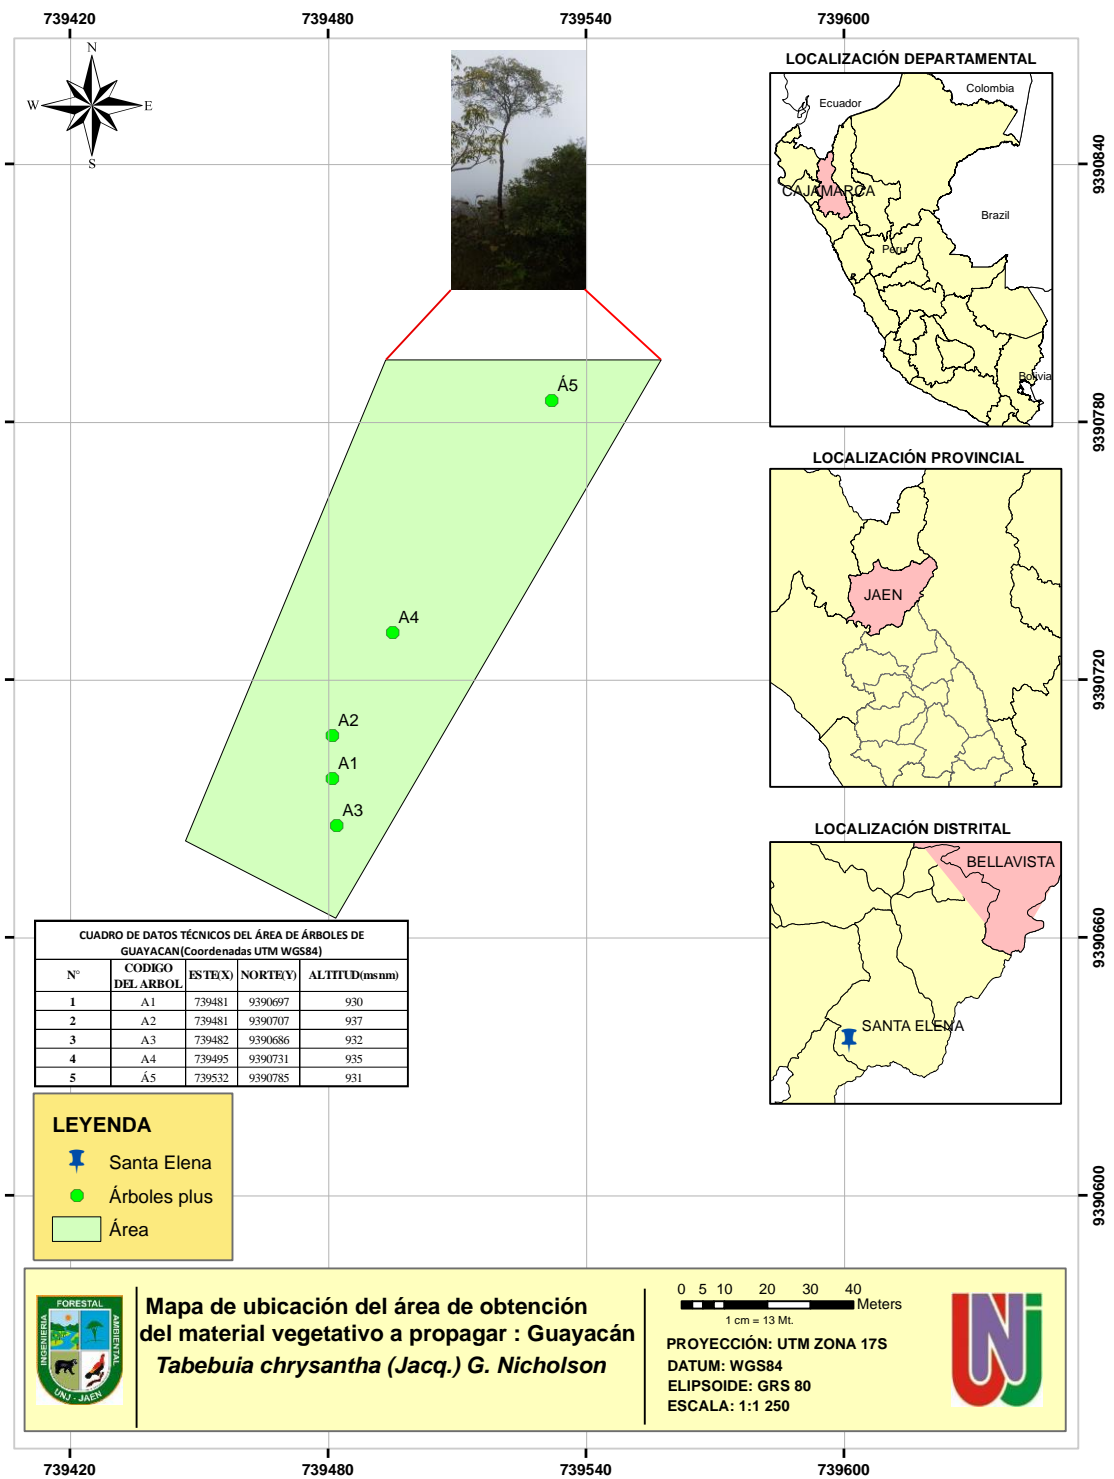 739420
739480
739540
739600
N
W
E
S
9390840
9390780
9390720
9390660
9390600
LOCALIZACIÓN DEPARTAMENTAL
Colombia
Ecuador
CAJAMARCA
Brazil
Peru
Bolivia
Á5
LOCALIZACIÓN PROVINCIAL
JAEN
A4
A2
A1
A3
LOCALIZACIÓN DISTRITAL
BELLAVISTA
SANTA ELENA
CUADRO DE DATOS TÉCNICOS DEL ÁREA DE ÁRBOLES DE
GUAYACAN(Coordenadas UTM WGS84)
N° CODIGO DEL ARBOL ESTE(X) NORTE(Y) ALTITUD(msnm)
1 A1 739481 9390697 930
2 A2 739481 9390707 937
3 A3 739482 9390686 932
4 A4 739495 9390731 935
5 Á5 739532 9390785 931
LEYENDA
Santa Elena
Árboles plus
Área
FORESTAL
INGENIERIA
AMBIENTAL
UNJ - JAEN
Mapa de ubicación del área de obtención
del material vegetativo a propagar : Guayacán
Tabebuia chrysantha (Jacq.) G. Nicholson
0 5 10 20 30 40
Meters
1 cm = 13 Mt.
PROYECCIÓN: UTM ZONA 17S
DATUM: WGS84
ELIPSOIDE: GRS 80
ESCALA: 1:1 250
UNJ
739420
739480
739540
739600